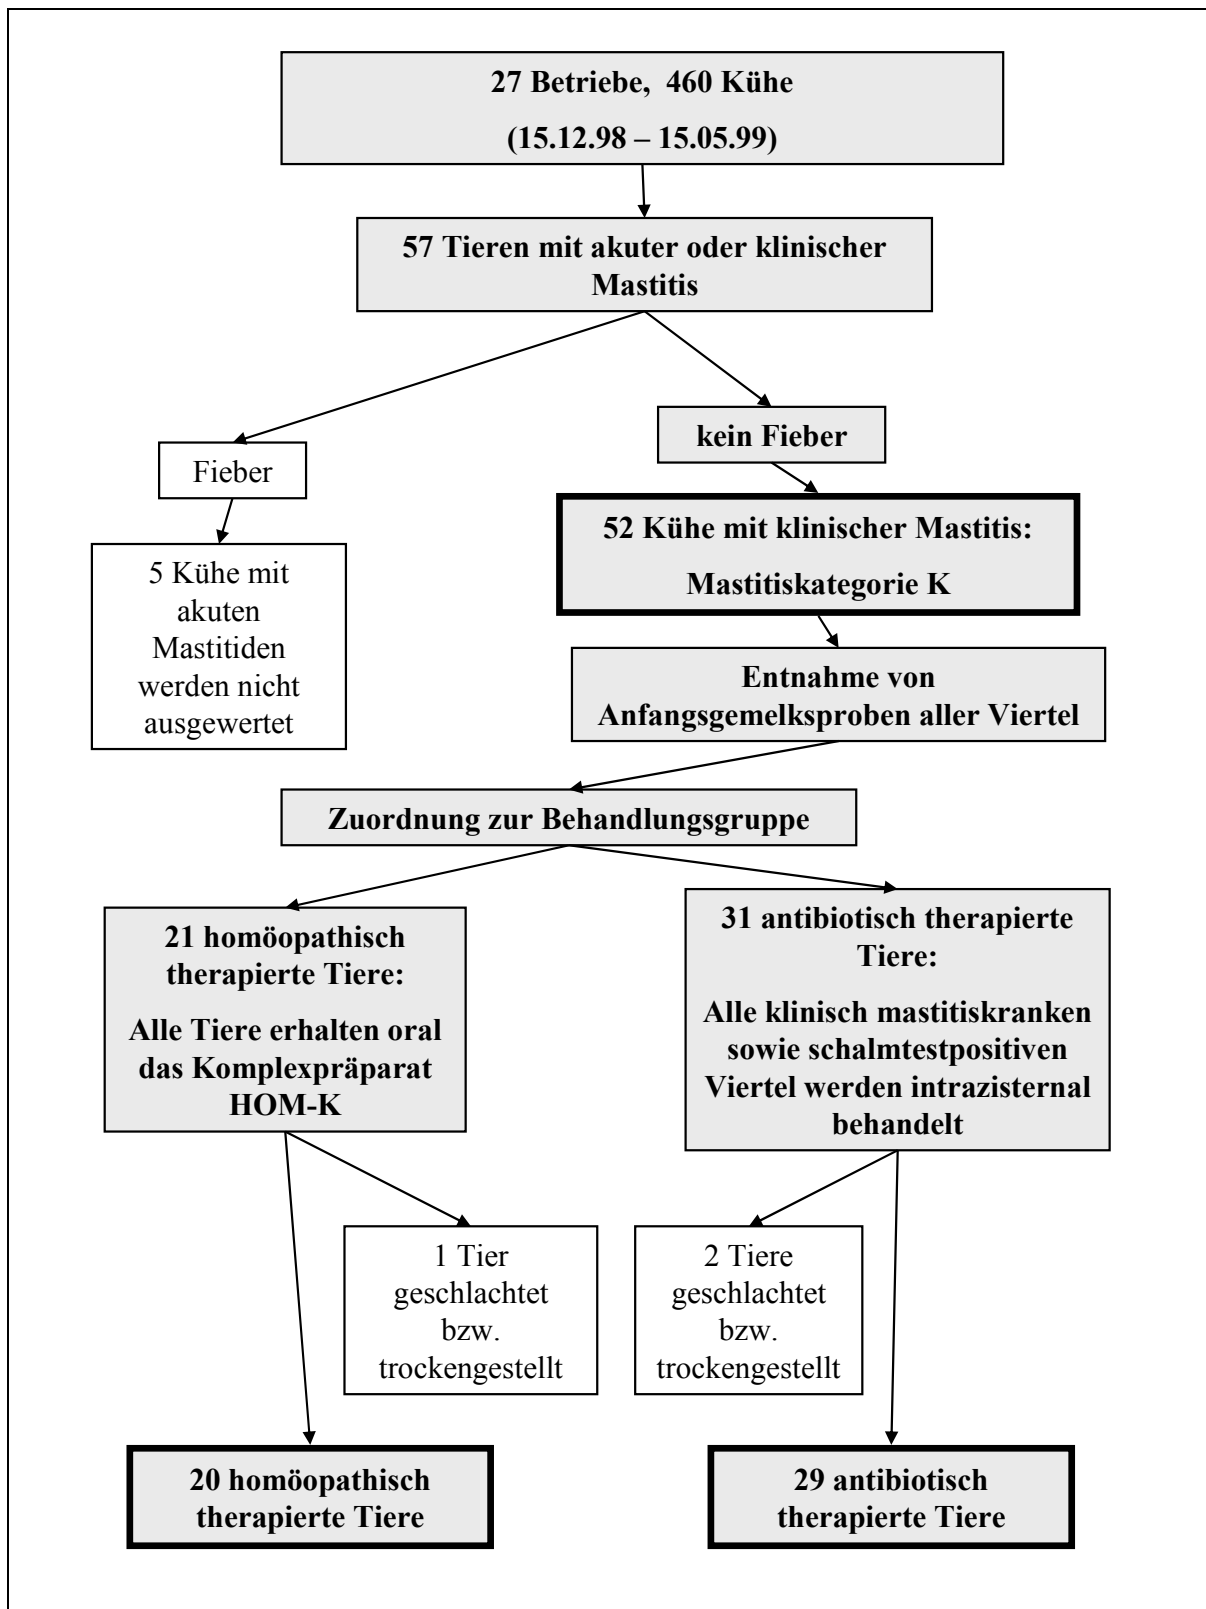 27 Betriebe,  460 Kühe
(15.12.98 – 15.05.99)
57 Tieren mit akuter oder klinischer
Mastitis
Fieber
kein Fieber
5 Kühe mit
akuten
Mastitiden
werden nicht
ausgewertet
52 Kühe mit klinischer Mastitis:
Mastitiskategorie K
Entnahme von
Anfangsgemelksproben aller Viertel
Zuordnung zur Behandlungsgruppe
21 homöopathisch
therapierte Tiere:
Alle Tiere erhalten oral
das Komplexpräparat
HOM-K
31 antibiotisch therapierte
Tiere:
Alle klinisch mastitiskranken
sowie schalmtestpositiven
Viertel werden intrazisternal
behandelt
1 Tier
geschlachtet
bzw.
trockengestellt
2 Tiere
geschlachtet
bzw.
trockengestellt
20 homöopathisch
therapierte Tiere
29 antibiotisch
therapierte Tiere